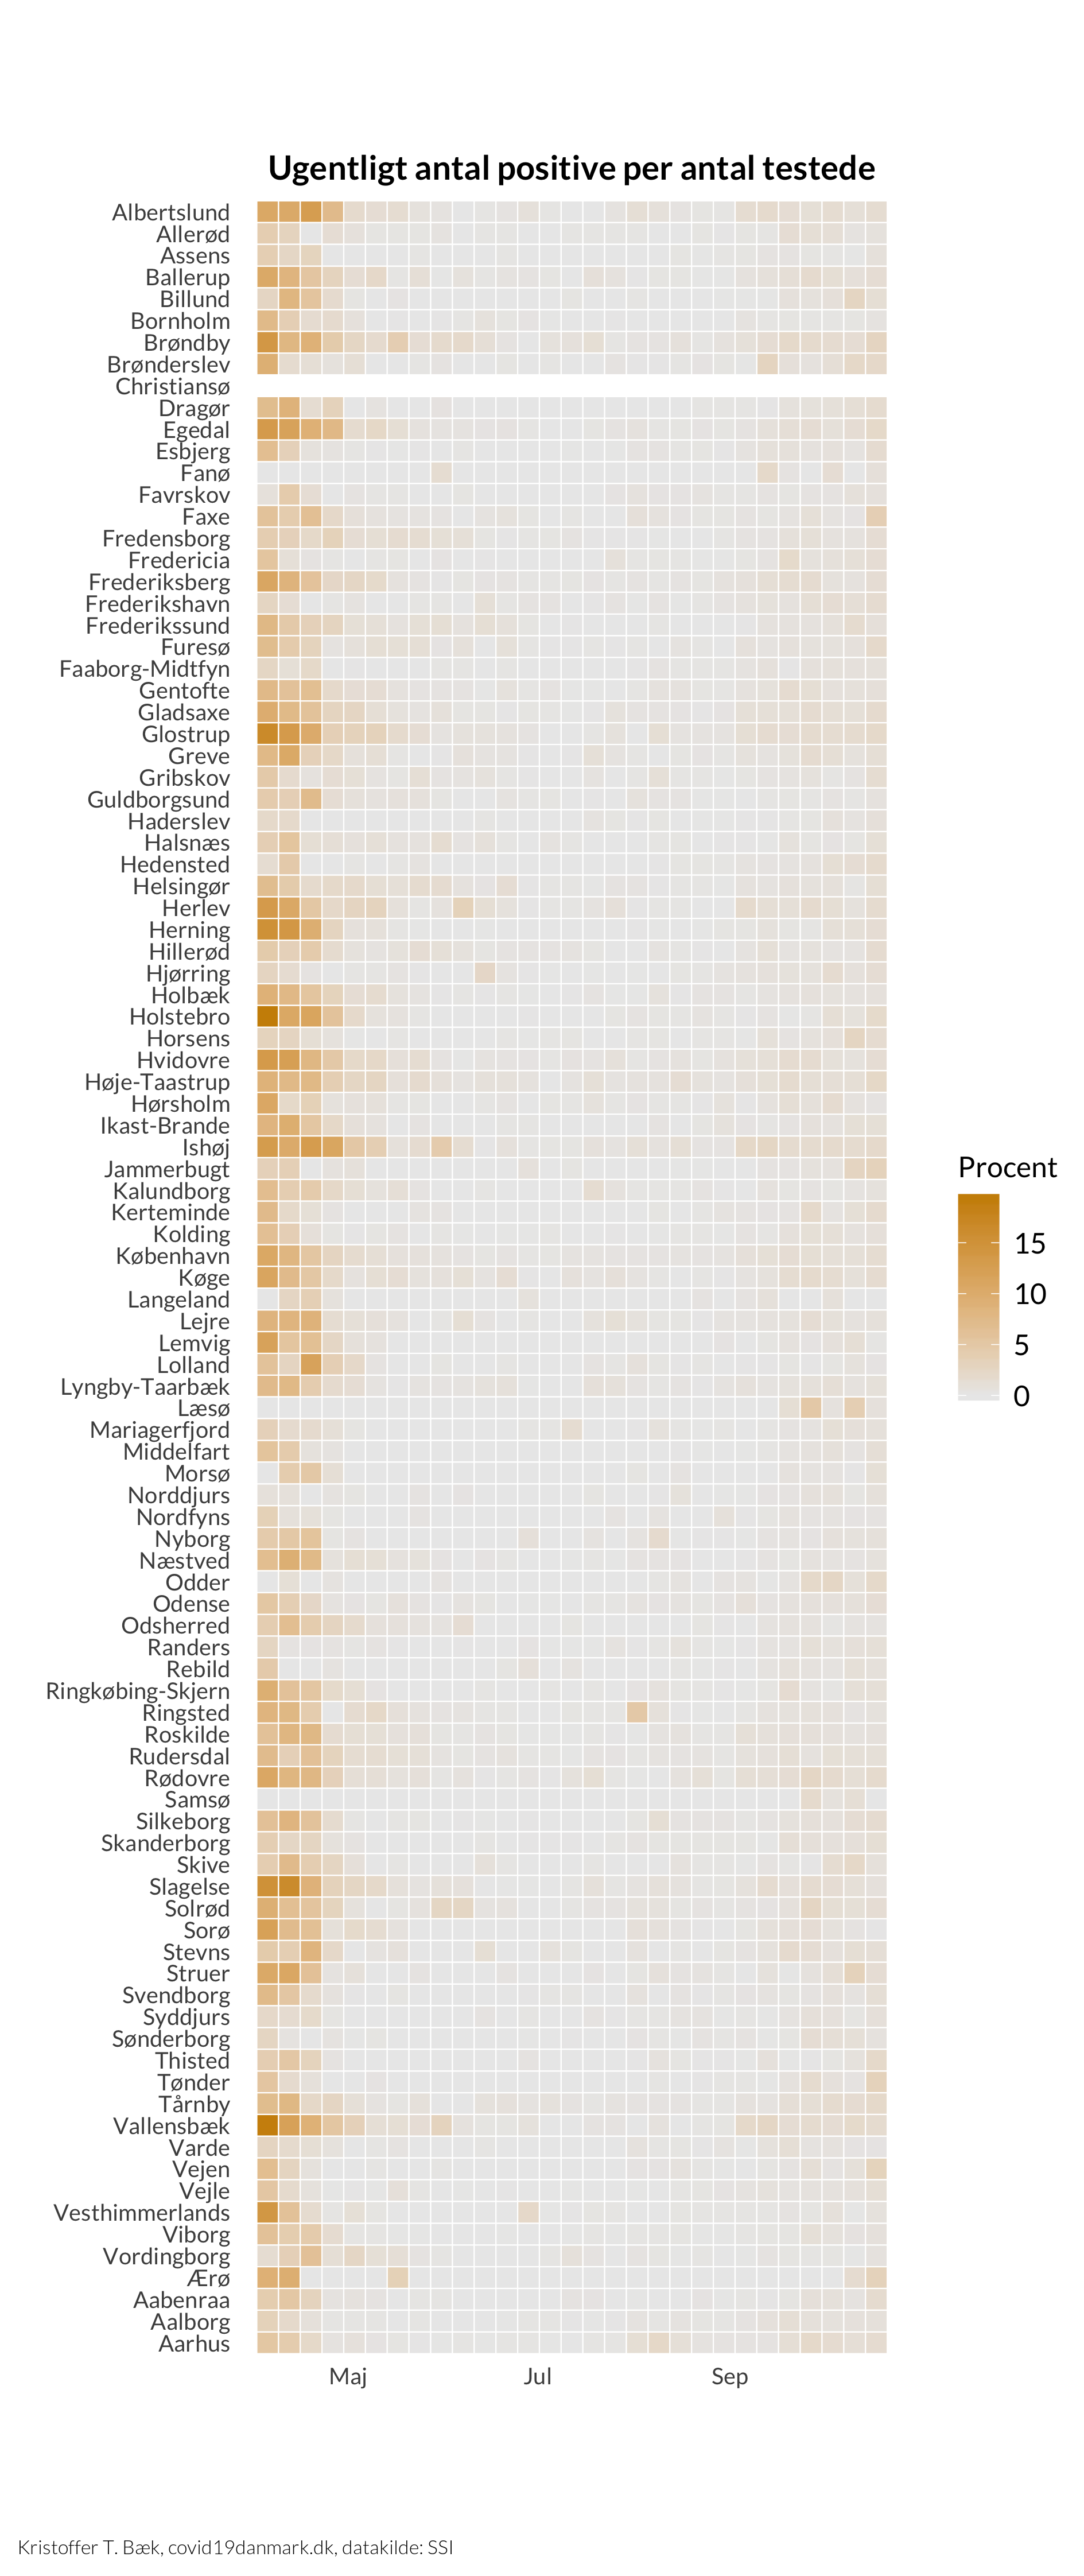 Ugentligt antal positive per antal testede
Albertslund
Allerød
Assens
Ballerup
Billund
Bornholm
Brøndby
Brønderslev
Christiansø
Dragør
Egedal
Esbjerg
Fanø
Favrskov
Faxe
Fredensborg
Fredericia
Frederiksberg
Frederikshavn
Frederikssund
Furesø
Faaborg-Midtfyn
Gentofte
Gladsaxe
Glostrup
Greve
Gribskov
Guldborgsund
Haderslev
Halsnæs
Hedensted
Helsingør
Herlev
Herning
Hillerød
Hjørring
Holbæk
Holstebro
Horsens
Hvidovre
Høje-Taastrup
Hørsholm
Ikast-Brande
Ishøj
Jammerbugt
Kalundborg
Kerteminde
Kolding
København
Køge
Langeland
Lejre
Lemvig
Lolland
Lyngby-Taarbæk
Læsø
Mariagerfjord
Middelfart
Morsø
Norddjurs
Nordfyns
Nyborg
Næstved
Odder
Odense
Odsherred
Randers
Rebild
Ringkøbing-Skjern
Ringsted
Roskilde
Rudersdal
Rødovre
Samsø
Silkeborg
Skanderborg
Skive
Slagelse
Solrød
Sorø
Stevns
Struer
Svendborg
Syddjurs
Sønderborg
Thisted
Tønder
Tårnby
Vallensbæk
Varde
Vejen
Vejle
Vesthimmerlands
Viborg
Vordingborg
Ærø
Aabenraa
Aalborg
Aarhus
Maj Jul Sep
Procent
15
10
5
0
Kristoffer T. Bæk, covid19danmark.dk, datakilde: SSI